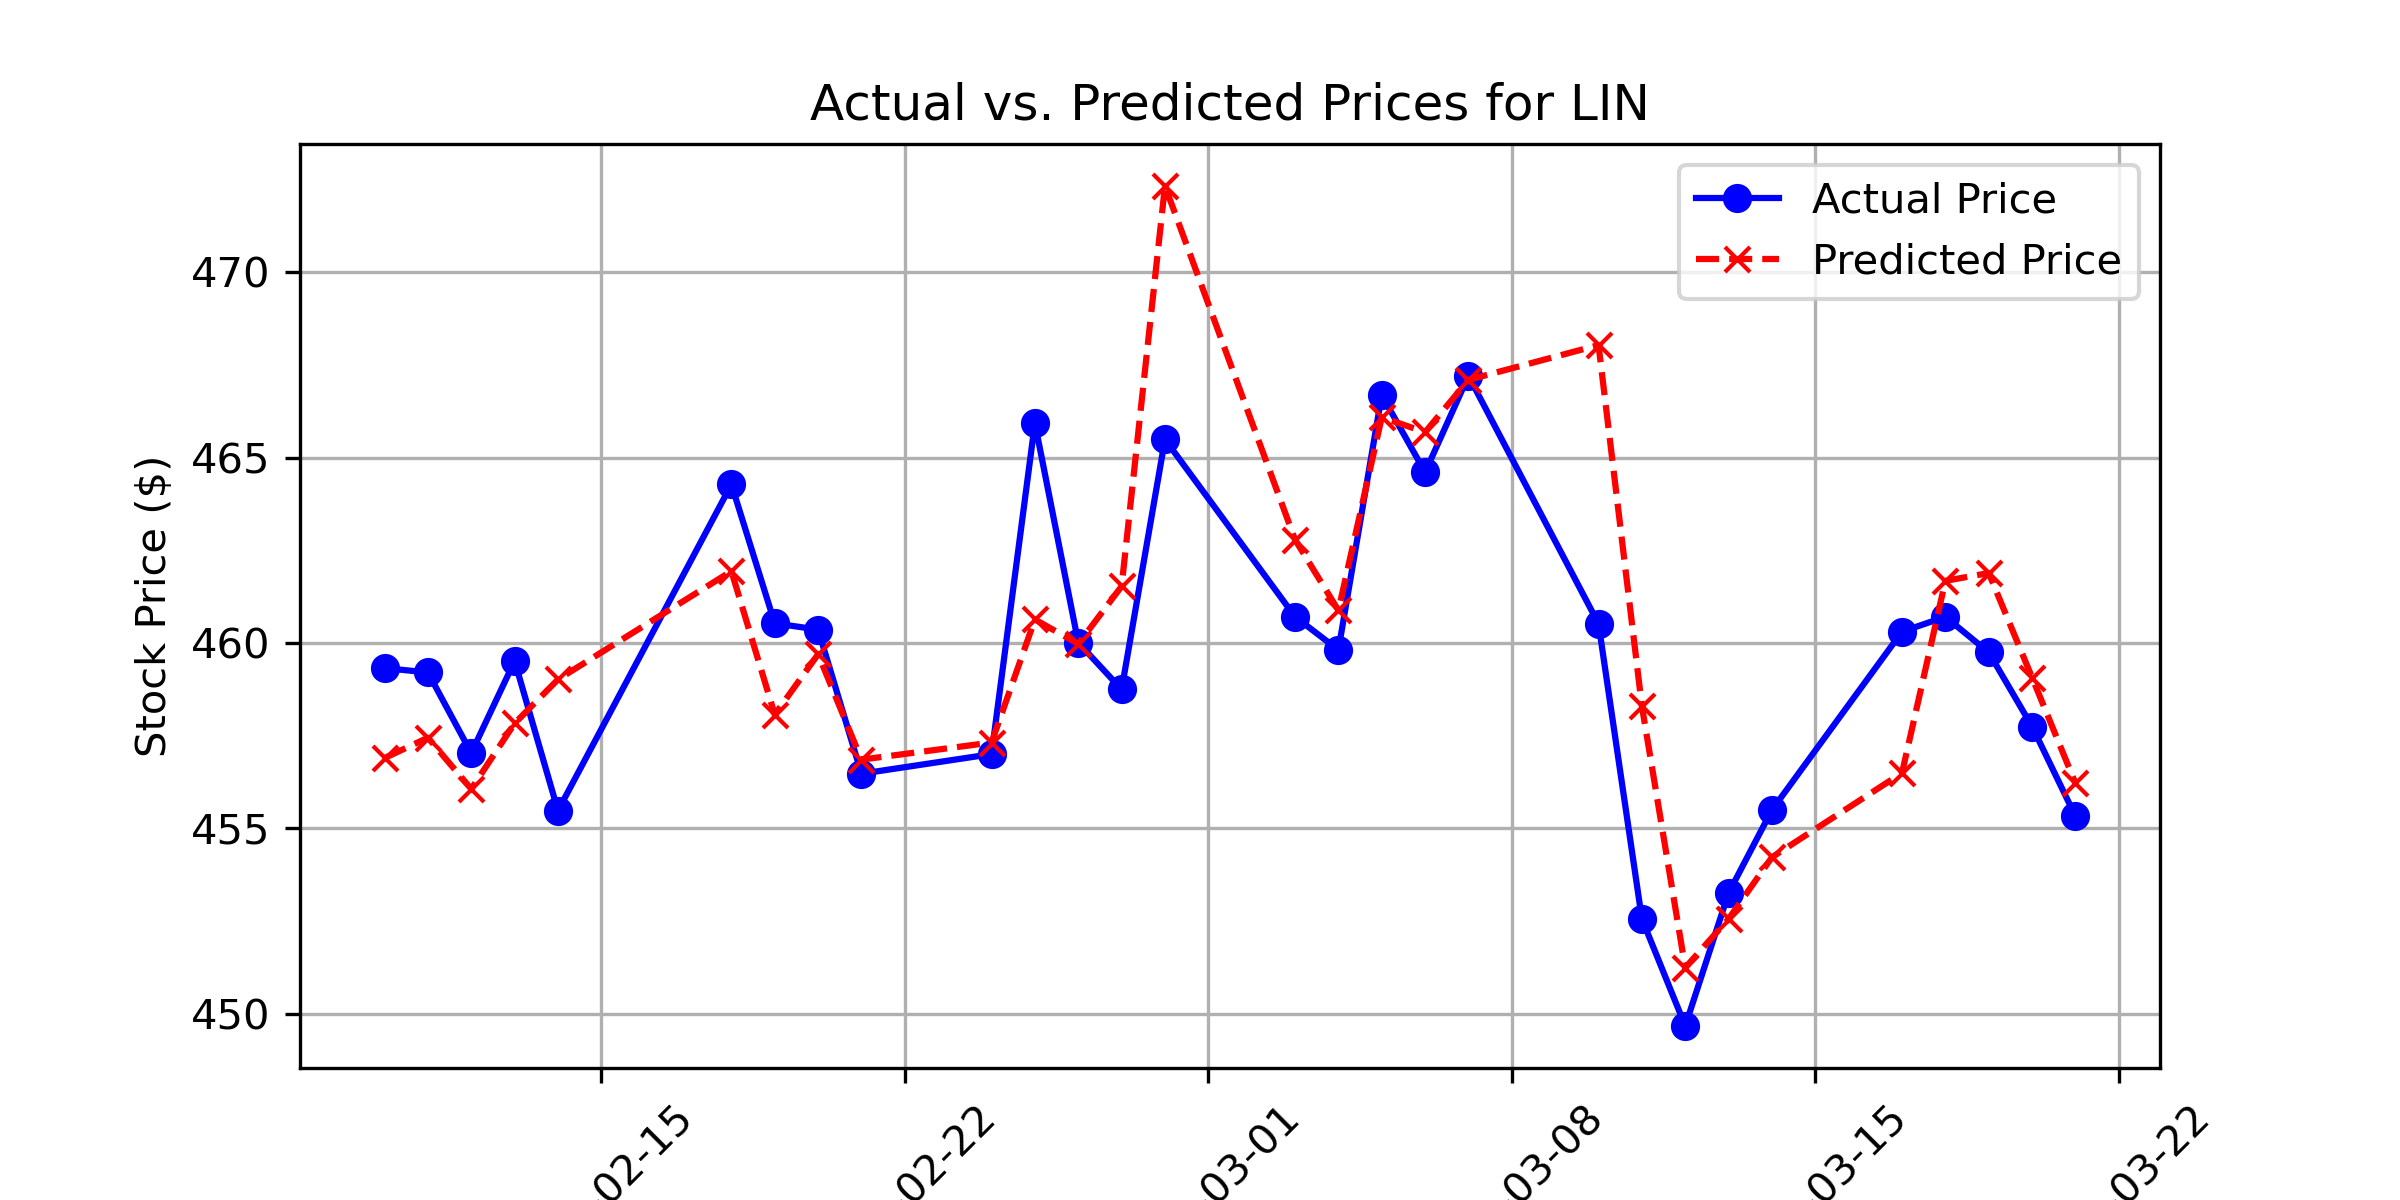 Actual vs. Predicted Prices for LIN
Actual Price
Predicted Price
Stock Price ($)
470
465
460
455
450
02-15
02-22
03-01
03-08
03-15
03-22